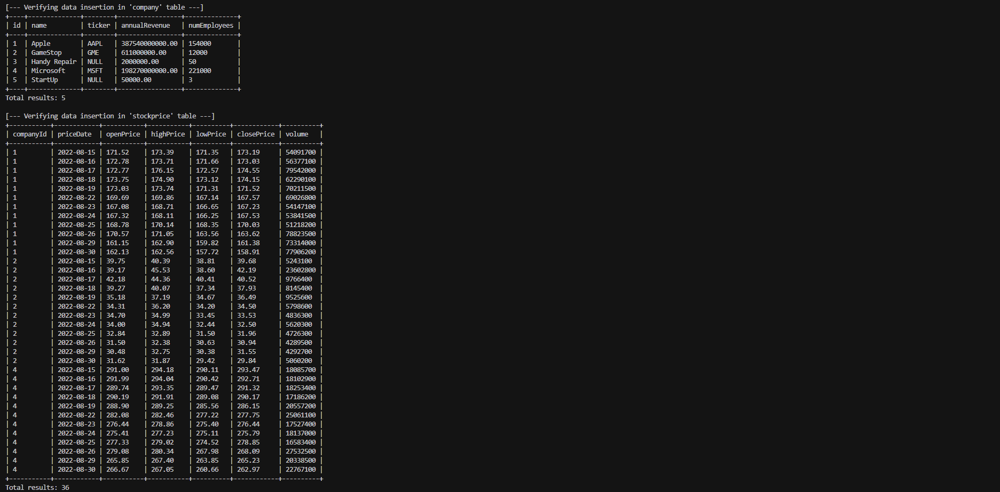 [--- Verifying data insertion in 'company' table ---]
+----+--------------+--------+-----------------+--------------+
| id | name         | ticker | annualRevenue   | numEmployees |
+----+--------------+--------+-----------------+--------------+
| 1  | Apple        | AAPL   | 387540000000.00 | 154000       |
| 2  | GameStop     | GME    | 611000000.00    | 12000        |
| 3  | Handy Repair | NULL   | 2000000.00      | 50           |
| 4  | Microsoft    | MSFT   | 198270000000.00 | 221000       |
| 5  | StartUp      | NULL   | 50000.00        | 3            |
+----+--------------+--------+-----------------+--------------+
Total results: 5

[--- Verifying data insertion in 'stockprice' table ---]
+-----------+------------+-----------+-----------+----------+------------+----------+
| companyId | priceDate  | openPrice | highPrice | lowPrice | closePrice | volume   |
+-----------+------------+-----------+-----------+----------+------------+----------+
| 1         | 2022-08-15 | 171.52    | 173.39    | 171.35   | 173.19     | 54091700 |
| 1         | 2022-08-16 | 172.78    | 173.71    | 171.66   | 173.03     | 56377100 |
| 1         | 2022-08-17 | 172.77    | 176.15    | 172.57   | 174.55     | 79542000 |
| 1         | 2022-08-18 | 173.75    | 174.90    | 173.12   | 174.15     | 62290100 |
| 1         | 2022-08-19 | 173.03    | 173.74    | 171.31   | 171.52     | 70211500 |
| 1         | 2022-08-22 | 169.69    | 169.86    | 167.14   | 167.57     | 69026800 |
| 1         | 2022-08-23 | 167.08    | 168.71    | 166.65   | 167.23     | 54147100 |
| 1         | 2022-08-24 | 167.32    | 168.11    | 166.25   | 167.53     | 53841500 |
| 1         | 2022-08-25 | 168.78    | 170.14    | 168.35   | 170.03     | 51218200 |
| 1         | 2022-08-26 | 170.57    | 171.05    | 163.56   | 163.62     | 78823500 |
| 1         | 2022-08-29 | 161.15    | 162.90    | 159.82   | 161.38     | 73314000 |
| 1         | 2022-08-30 | 162.13    | 162.56    | 157.72   | 158.91     | 77906200 |
| 2         | 2022-08-15 | 39.75     | 40.39     | 38.81    | 39.68      | 5243100  |
| 2         | 2022-08-16 | 39.17     | 45.53     | 38.60    | 42.19      | 23602800 |
| 2         | 2022-08-17 | 42.18     | 44.36     | 40.41    | 40.52      | 9766400  |
| 2         | 2022-08-18 | 39.27     | 40.07     | 37.34    | 37.93      | 8145400  |
| 2         | 2022-08-19 | 35.18     | 37.19     | 34.67    | 36.49      | 9525600  |
| 2         | 2022-08-22 | 34.31     | 36.20     | 34.20    | 34.50      | 5798600  |
| 2         | 2022-08-23 | 34.70     | 34.99     | 33.45    | 33.53      | 4836300  |
| 2         | 2022-08-24 | 34.00     | 34.94     | 32.44    | 32.50      | 5620300  |
| 2         | 2022-08-25 | 32.84     | 32.89     | 31.50    | 31.96      | 4726300  |
| 2         | 2022-08-26 | 31.50     | 32.38     | 30.63    | 30.94      | 4289500  |
| 2         | 2022-08-29 | 30.48     | 32.75     | 30.38    | 31.55      | 4292700  |
| 2         | 2022-08-30 | 31.62     | 31.87     | 29.42    | 29.84      | 5060200  |
| 4         | 2022-08-15 | 291.00    | 294.18    | 290.11   | 293.47     | 18085700 |
| 4         | 2022-08-16 | 291.99    | 294.04    | 290.42   | 292.71     | 18102900 |
| 4         | 2022-08-17 | 289.74    | 293.35    | 289.47   | 291.32     | 18253400 |
| 4         | 2022-08-18 | 290.19    | 291.91    | 289.08   | 290.17     | 17186200 |
| 4         | 2022-08-19 | 288.90    | 289.25    | 285.56   | 286.15     | 20557200 |
| 4         | 2022-08-22 | 282.08    | 282.46    | 277.22   | 277.75     | 25061100 |
| 4         | 2022-08-23 | 276.44    | 278.86    | 275.40   | 276.44     | 17527400 |
| 4         | 2022-08-24 | 275.41    | 277.23    | 275.11   | 275.79     | 18137000 |
| 4         | 2022-08-25 | 277.33    | 279.02    | 274.52   | 278.85     | 16583400 |
| 4         | 2022-08-26 | 279.08    | 280.34    | 267.98   | 268.09     | 27532500 |
| 4         | 2022-08-29 | 265.85    | 267.40    | 263.85   | 265.23     | 20338500 |
| 4         | 2022-08-30 | 266.67    | 267.05    | 260.66   | 262.97     | 22767100 |
+-----------+------------+-----------+-----------+----------+------------+----------+
Total results: 36